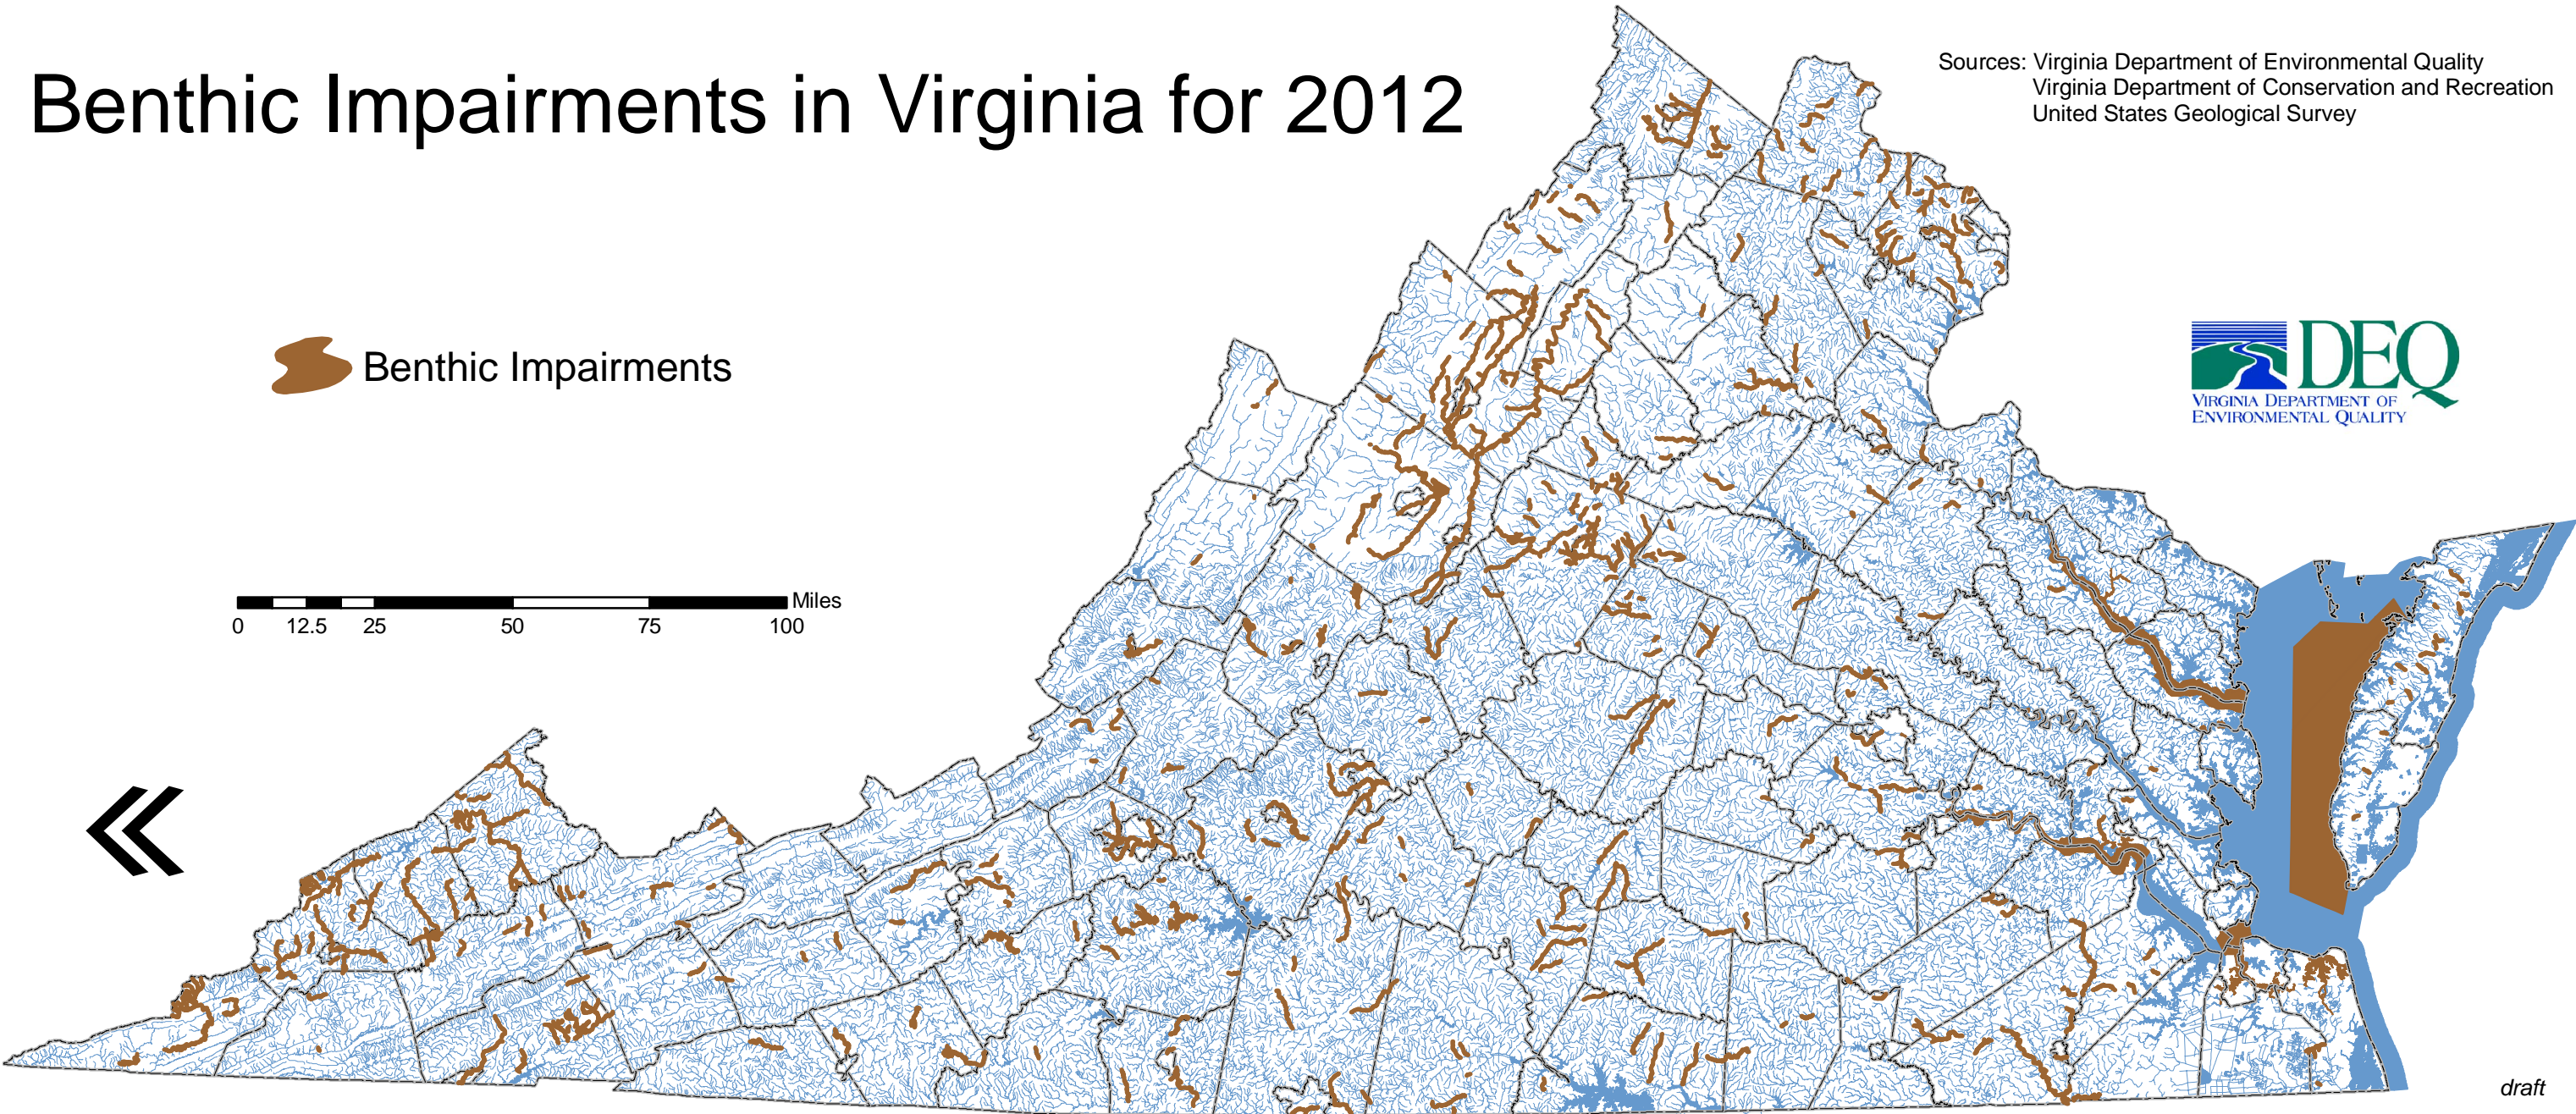 Benthic Impairments in Virginia for 2012
Sources: Virginia Department of Environmental Quality
Virginia Department of Conservation and Recreation
United States Geological Survey
Benthic Impairments
DEQ
VIRGINIA DEPARTMENT OF
ENVIRONMENTAL QUALITY
Miles
0 12.5 25 50 75 100
draft